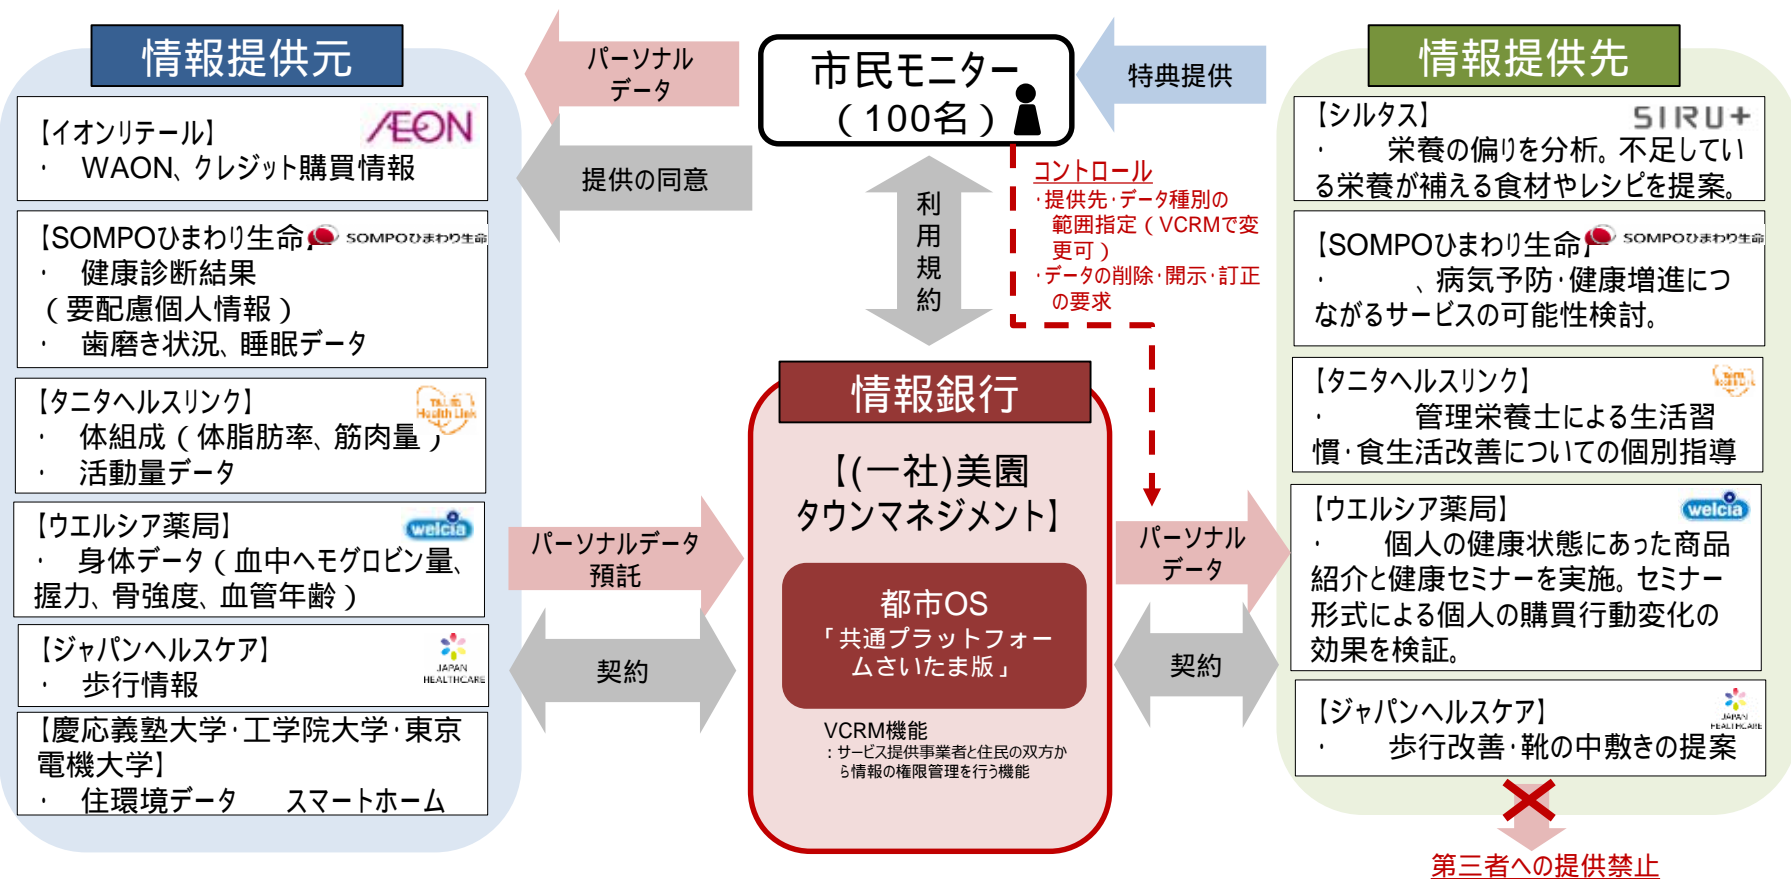 情報提供元
【イオンリテール】
ÆON
・ WAON、クレジット購買情報
【SOMPOひまわり生命】
SOMPOひまわり生命
・ 健康診断結果
（要配慮個人情報）
・ 歯磨き状況、睡眠データ
【タニタヘルスリンク】
Health Link
・ 体組成（体脂肪率、筋肉量）
・ 活動量データ
【ウエルシア薬局】
welcia
・ 身体データ（血中ヘモグロビン量、
握力、骨強度、血管年齢）
【ジャパンヘルスケア】
JAPAN
HEALTHCARE
・ 歩行情報
【慶応義塾大学・工学院大学・東京
電機大学】
・ 住環境データ スマートホーム
パーソナル
データ
提供の同意
市民モニター
（100名）
特典提供
利
用
規
約
コントロール
・提供先・データ種別の
範囲指定（VCRMで変
更可）
・データの削除・開示・訂正
の要求
パーソナルデータ
預託
契約
情報銀行
【(一社)美園
タウンマネジメント】
都市OS
「共通プラットフォー
ムさいたま版」
VCRM機能
：サービス提供事業者と住民の双方か
ら情報の権限管理を行う機能
パーソナル
データ
契約
情報提供先
【シルタス】
SIRU+
・ 栄養の偏りを分析。不足してい
る栄養が補える食材やレシピを提案。
【SOMPOひまわり生命】
SOMPOひまわり生命
・ 、病気予防・健康増進につ
ながるサービスの可能性検討。
【タニタヘルスリンク】
・ 管理栄養士による生活習
慣・食生活改善についての個別指導
【ウエルシア薬局】
welcia
・ 個人の健康状態にあった商品
紹介と健康セミナーを実施。セミナー
形式による個人の購買行動変化の
効果を検証。
【ジャパンヘルスケア】
JAPAN
HEALTHCARE
・ 歩行改善・靴の中敷きの提案
第三者への提供禁止